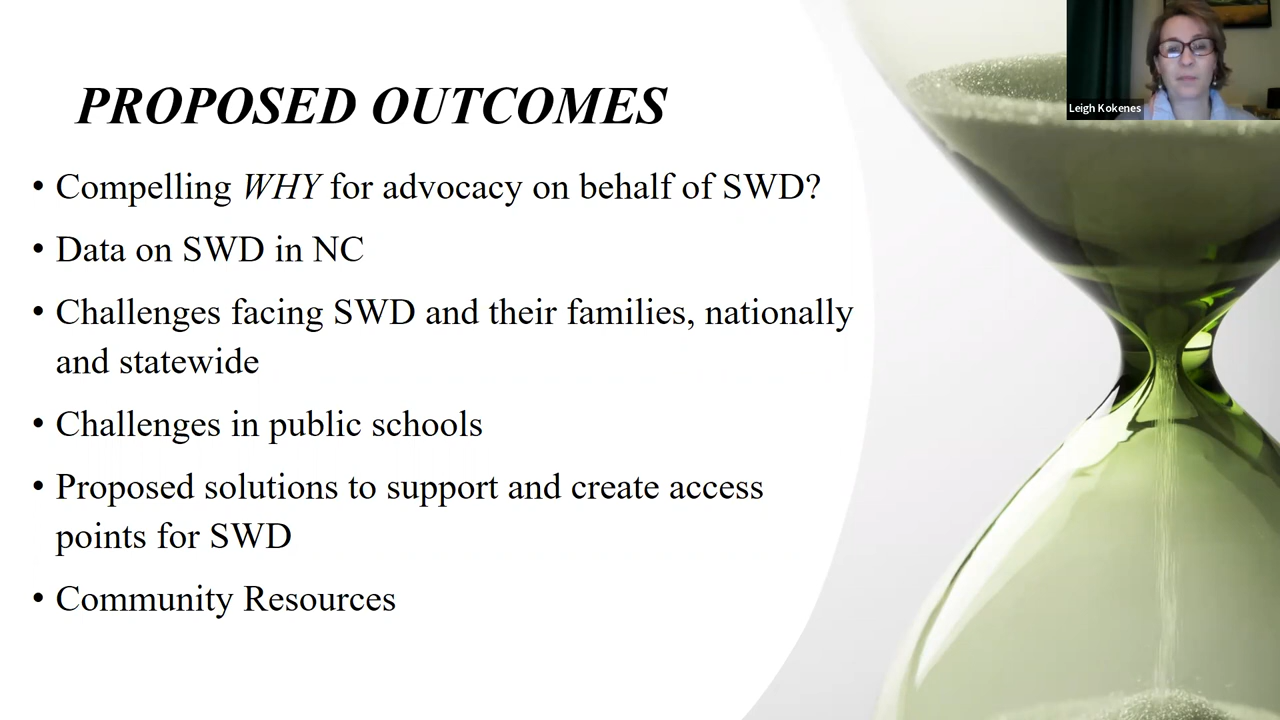 PROPOSED OUTCOMES
Leigh Kokenes
• Compelling WHY for advocacy on behalf of SWD?
• Data on SWD in NC
• Challenges facing SWD and their families, nationally
and statewide
• Challenges in public schools
• Proposed solutions to support and create access
points for SWD
• Community Resources